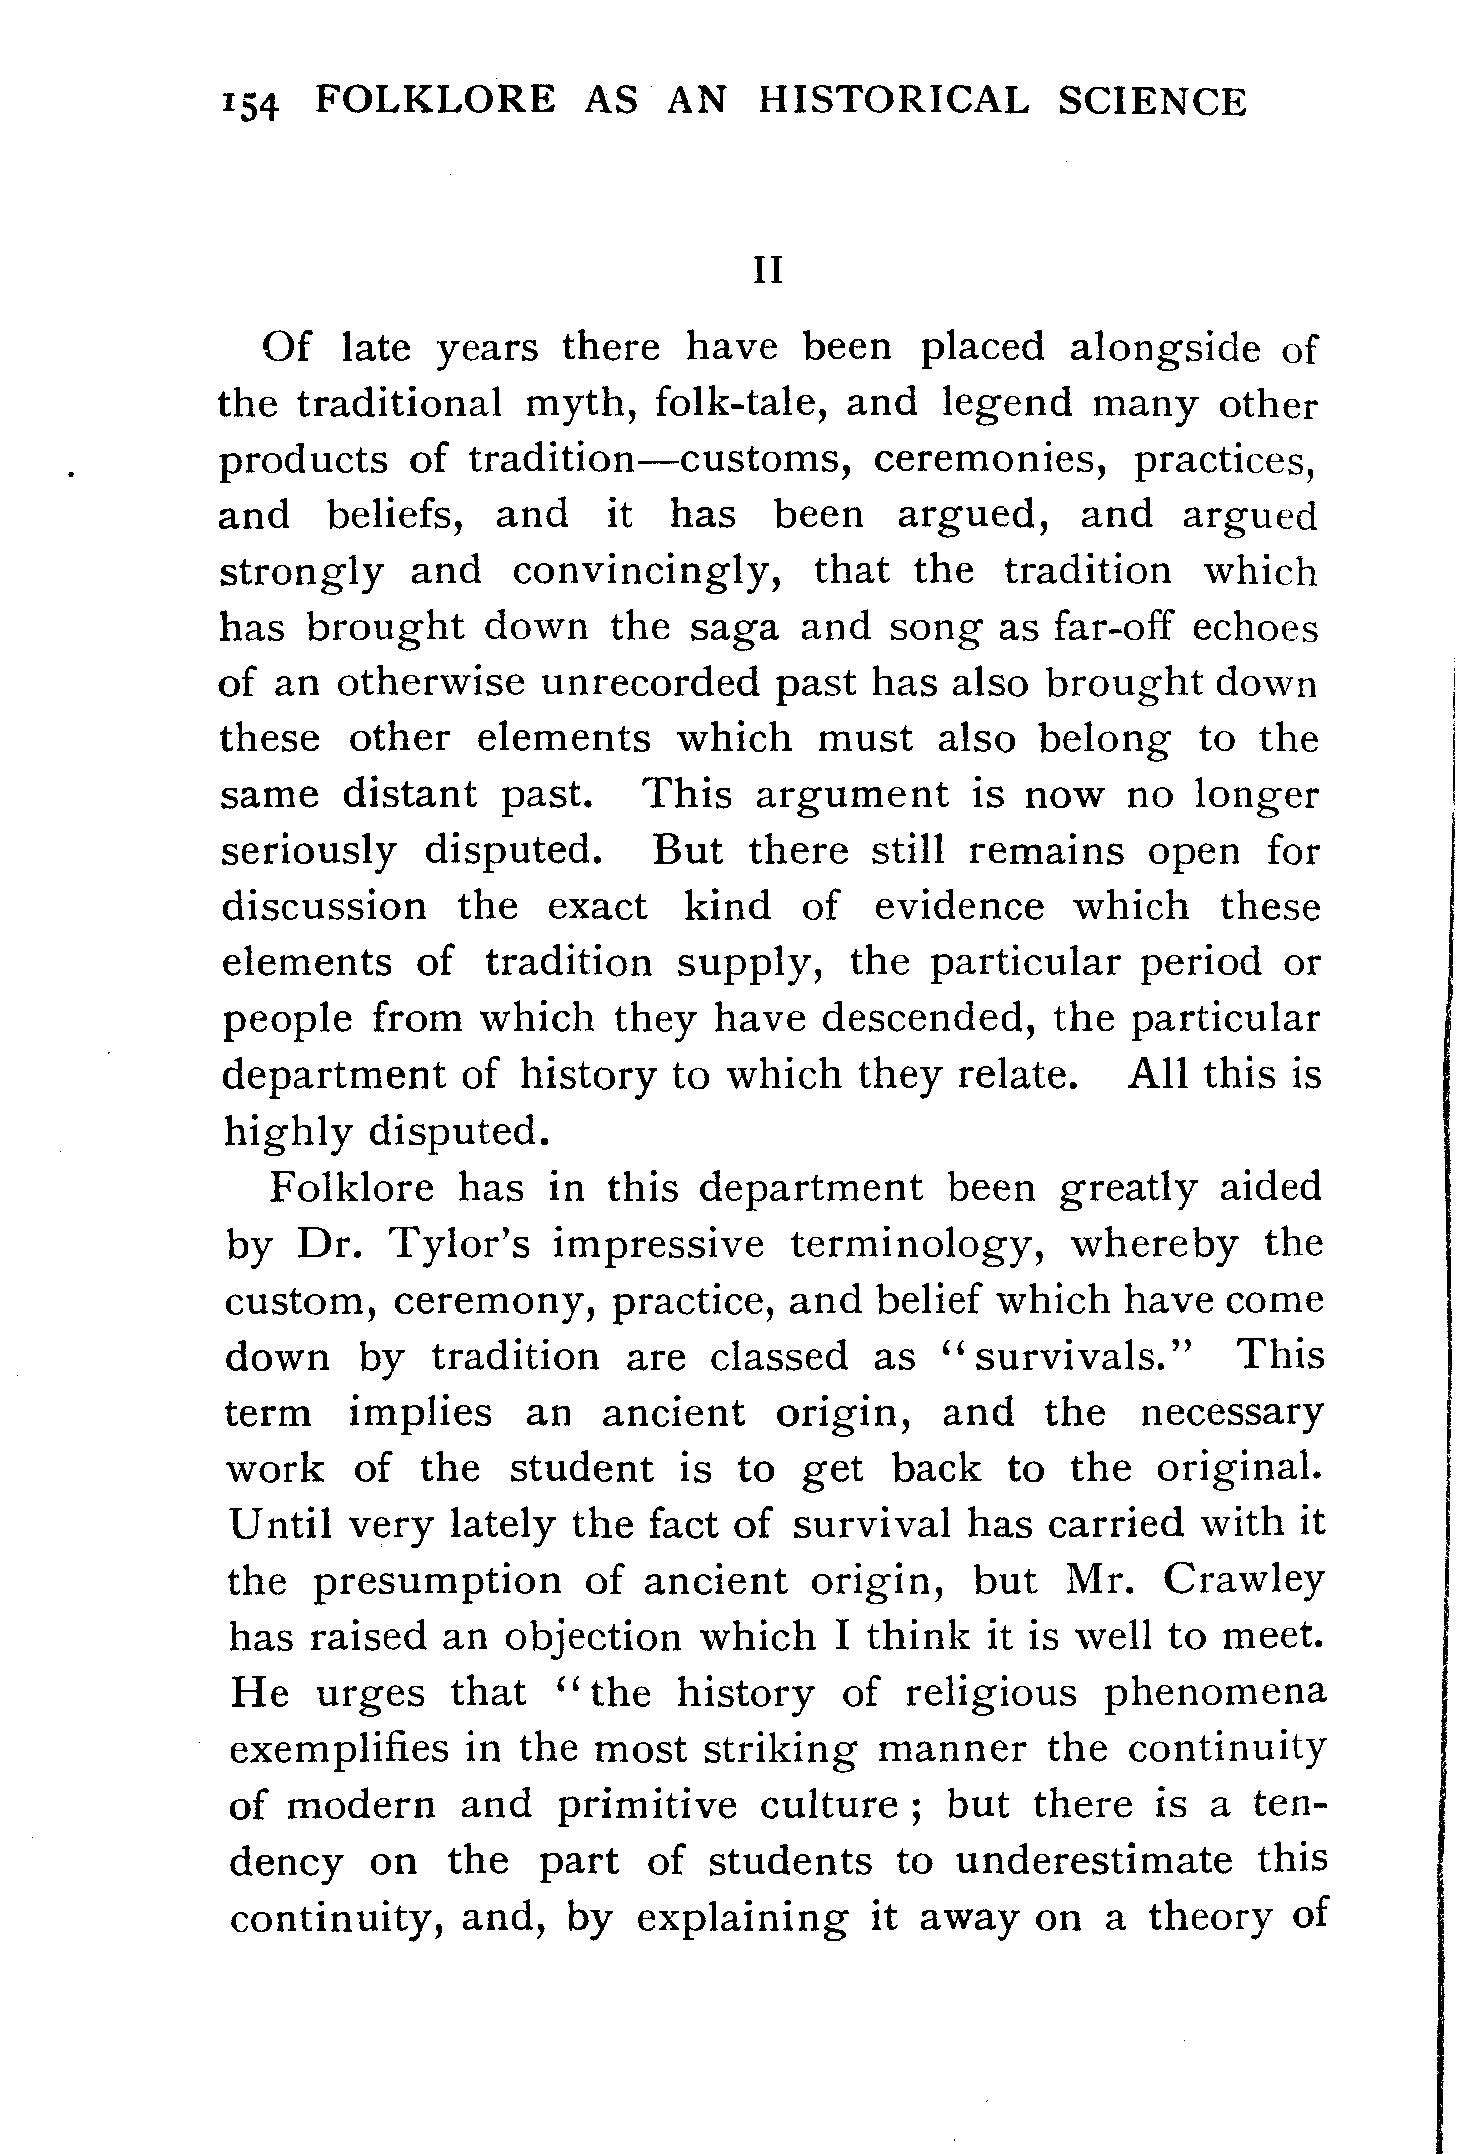 154 FOLKLORE AS AN HISTORICAL SCIENCE
II
Of late years there have been placed alongside of
the traditional myth, folk-tale, and legend many other
products of tradition—customs, ceremonies, practices,
and beliefs, and it has been argued, and argued
strongly and convincingly, that the tradition which
has brought down the saga and song as far-off echoes
of an otherwise unrecorded past has also brought down
these other elements which must also belong to the
same distant past. This argument is now no longer
seriously disputed. But there still remains open for
discussion the exact kind of evidence which these
elements of tradition supply, the particular period or
people from which they have descended, the particular
department of history to which they relate. All this is
highly disputed.
Folklore has in this department been greatly aided
by Dr. Tylor's impressive terminology, whereby the
custom, ceremony, practice, and belief which have come
down by tradition are classed as “survivals.” This
term implies an ancient origin, and the necessary
work of the student is to get back to the original.
Until very lately the fact of survival has carried with it
the presumption of ancient origin, but Mr. Crawley
has raised an objection which I think it is well to meet.
He urges that “the history of religious phenomena
exemplifies in the most striking manner the continuity
of modern and primitive culture; but there is a ten-
dency on the part of students to underestimate this
continuity, and, by explaining it away on a theory of